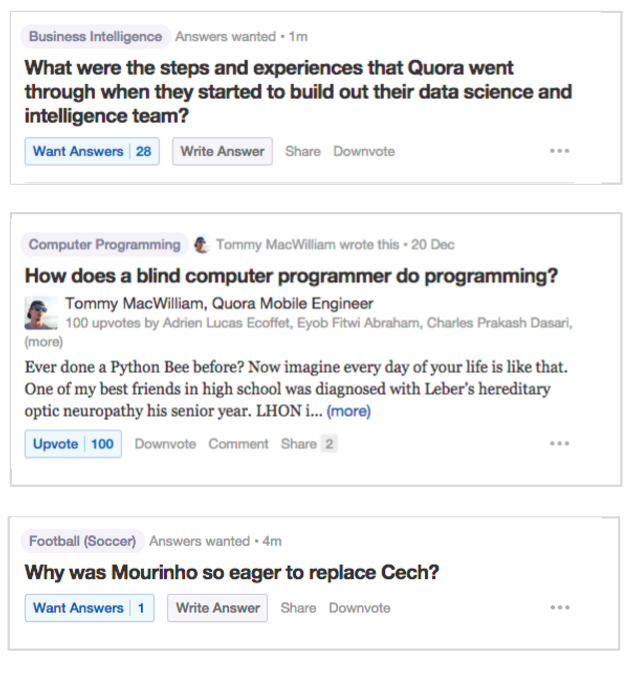 Business Intelligence Answers wanted • 1m
What were the steps and experiences that Quora went
through when they started to build out their data science and
intelligence team?
Want Answers 28 Write Answer Share Downvote •••
Computer Programming Tommy MacWilliam wrote this • 20 Dec
How does a blind computer programmer do programming?
Tommy MacWilliam, Quora Mobile Engineer
100 upvotes by Adrien Lucas Ecoffet, Eyob Fitwi Abraham, Charles Prakash Dasari,
(more)
Ever done a Python Bee before? Now imagine every day of your life is like that.
One of my best friends in high school was diagnosed with Leber's hereditary
optic neuropathy his senior year. LHON i... (more)
Upvote 100 Downvote Comment Share 2 •••
Football (Soccer) Answers wanted • 4m
Why was Mourinho so eager to replace Cech?
Want Answers 1 Write Answer Share Downvote •••